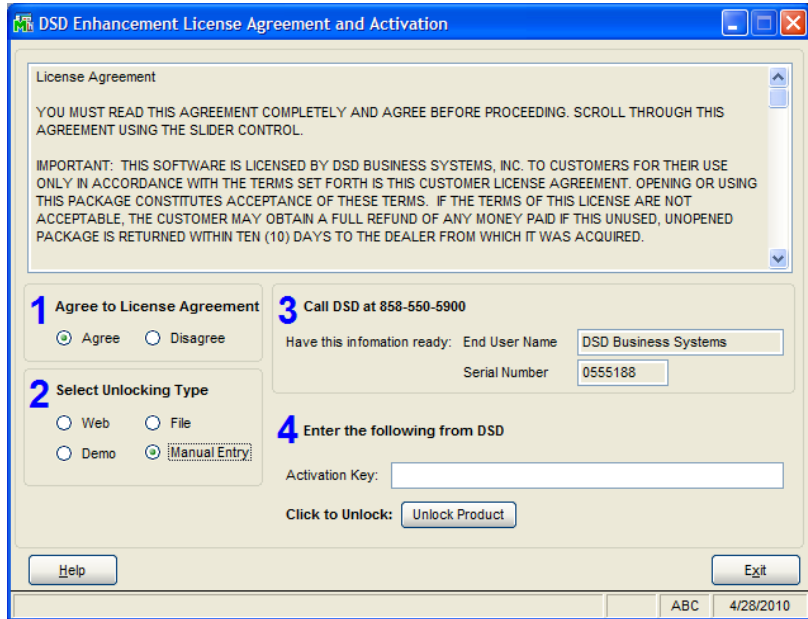 DSD Enhancement License Agreement and Activation
License Agreement
YOU MUST READ THIS AGREEMENT COMPLETELY AND AGREE BEFORE PROCEEDING. SCROLL THROUGH THIS
AGREEMENT USING THE SLIDER CONTROL.
IMPORTANT: THIS SOFTWARE IS LICENSED BY DSD BUSINESS SYSTEMS, INC. TO CUSTOMERS FOR THEIR USE
ONLY IN ACCORDANCE WITH THE TERMS SET FORTH IS THIS CUSTOMER LICENSE AGREEMENT. OPENING OR USING
THIS PACKAGE CONSTITUTES ACCEPTANCE OF THESE TERMS. IF THE TERMS OF THIS LICENSE ARE NOT
ACCEPTABLE, THE CUSTOMER MAY OBTAIN A FULL REFUND OF ANY MONEY PAID IF THIS UNUSED, UNOPENED
PACKAGE IS RETURNED WITHIN TEN (10) DAYS TO THE DEALER FROM WHICH IT WAS ACQUIRED.
1 Agree to License Agreement
Agree Disagree
2 Select Unlocking Type
Web File
Demo Manual Entry
3 Call DSD at 858-550-5900
Have this infomation ready: End User Name DSD Business Systems
Serial Number 0555188
4 Enter the following from DSD
Activation Key:
Click to Unlock: Unlock Product
Help Exit
ABC 4/28/2010